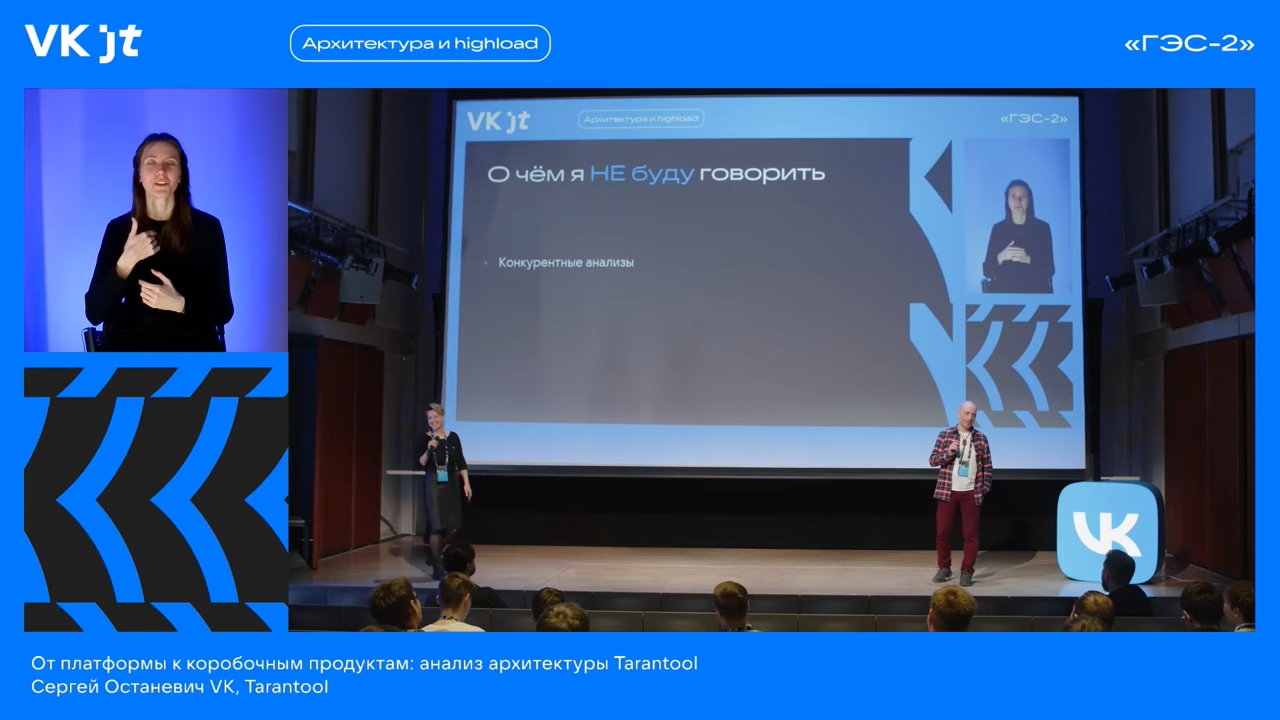 VK JT
Архитектура и highload
«ГЭС-2»
VK JT
Архитектура и highload
«ГЭС-2»
О чём я НЕ буду говорить
• Конкурентные анализы
VK
От платформы к коробочным продуктам: анализ архитектуры Tarantool
Сергей Останевич VK, Tarantool